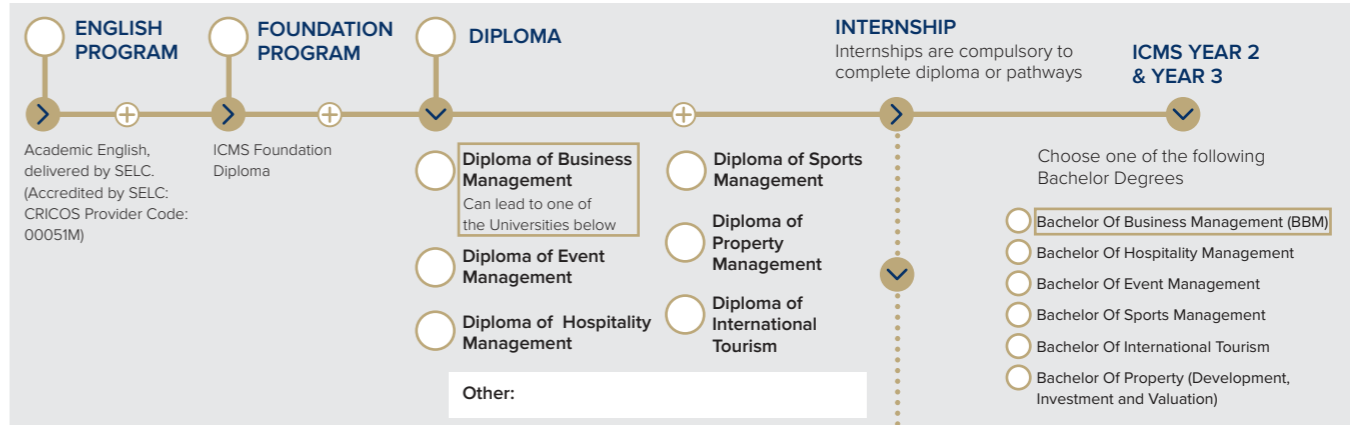 ENGLISH
PROGRAM
Academic English,
delivered by SELC.
(Accredited by SELC:
CRICOS Provider Code:
00051M)
FOUNDATION
PROGRAM
ICMS Foundation
Diploma
DIPLOMA
Diploma of Business
Management
Can lead to one of
the Universities below
Diploma of Event
Management
Diploma of Hospitality
Management
Diploma of Sports
Management
Diploma of
Property
Management
Diploma of
International
Tourism
Other:
INTERNSHIP
Internships are compulsory to
complete diploma or pathways
ICMS YEAR 2
& YEAR 3
Choose one of the following
Bachelor Degrees
Bachelor Of Business Management (BBM)
Bachelor Of Hospitality Management
Bachelor Of Event Management
Bachelor Of Sports Management
Bachelor Of International Tourism
Bachelor Of Property (Development,
Investment and Valuation)